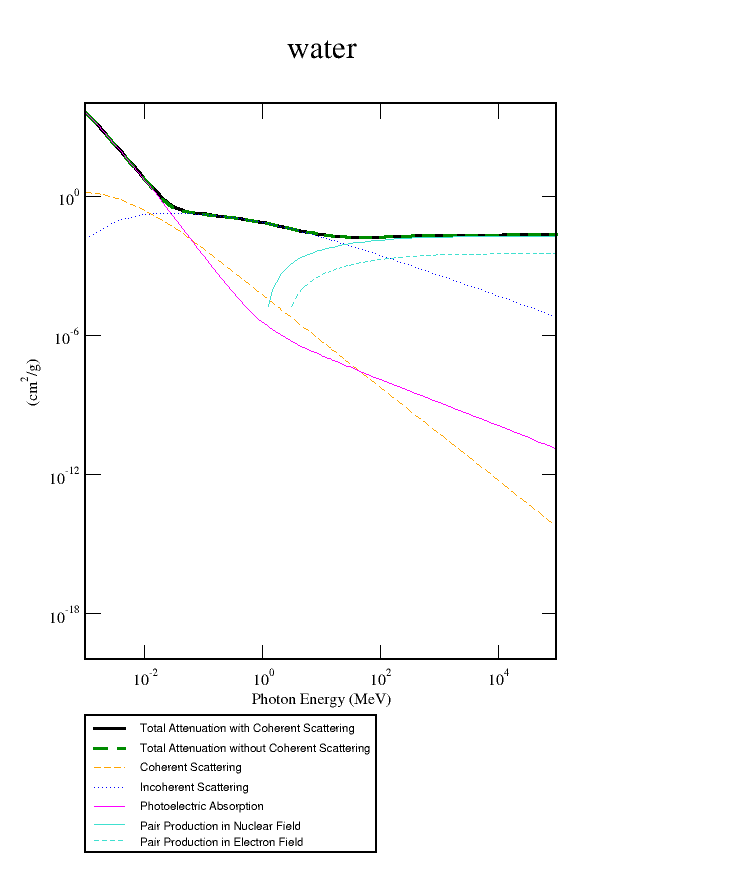 water
10^0
10^-6
(cm^2/g)
10^-12
10^-18
10^-2 10^0 10^2 10^4
Photon Energy (MeV)
Total Attenuation with Coherent Scattering
Total Attenuation without Coherent Scattering
Coherent Scattering
Incoherent Scattering
Photoelectric Absorption
Pair Production in Nuclear Field
Pair Production in Electron Field